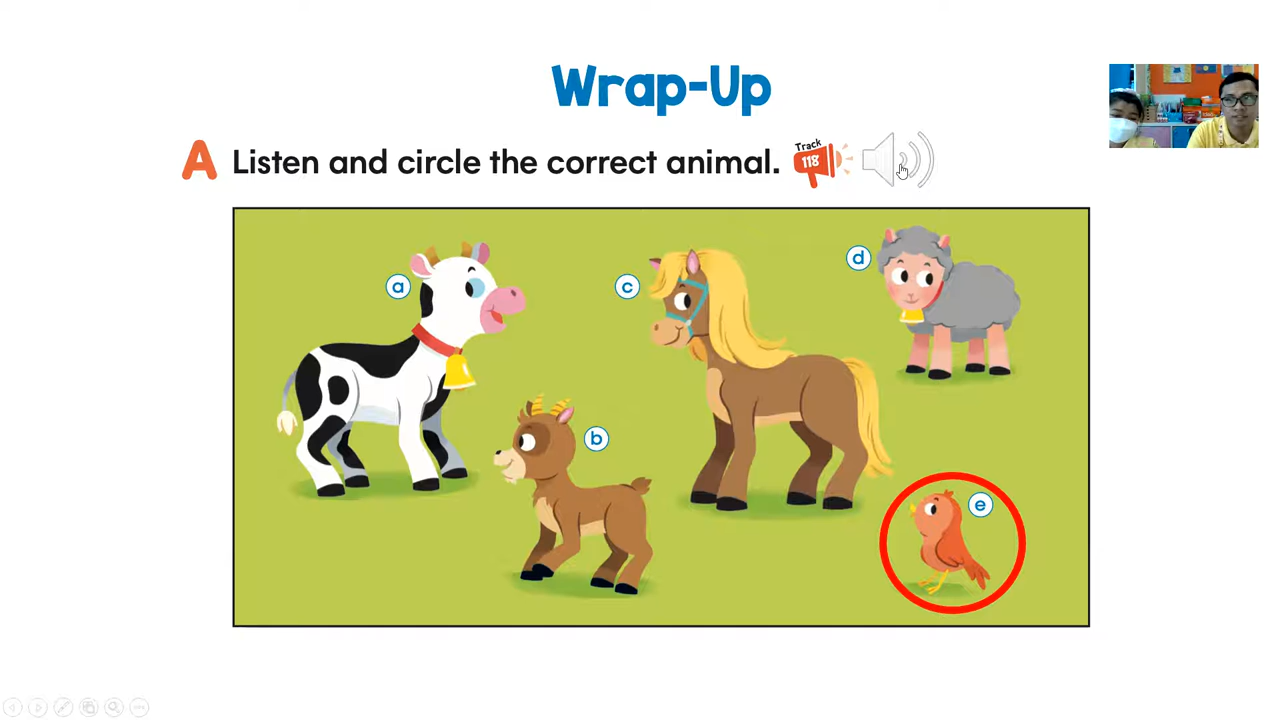 Wrap-Up
A Listen and circle the correct animal.
Track
118
a
b
c
d
e